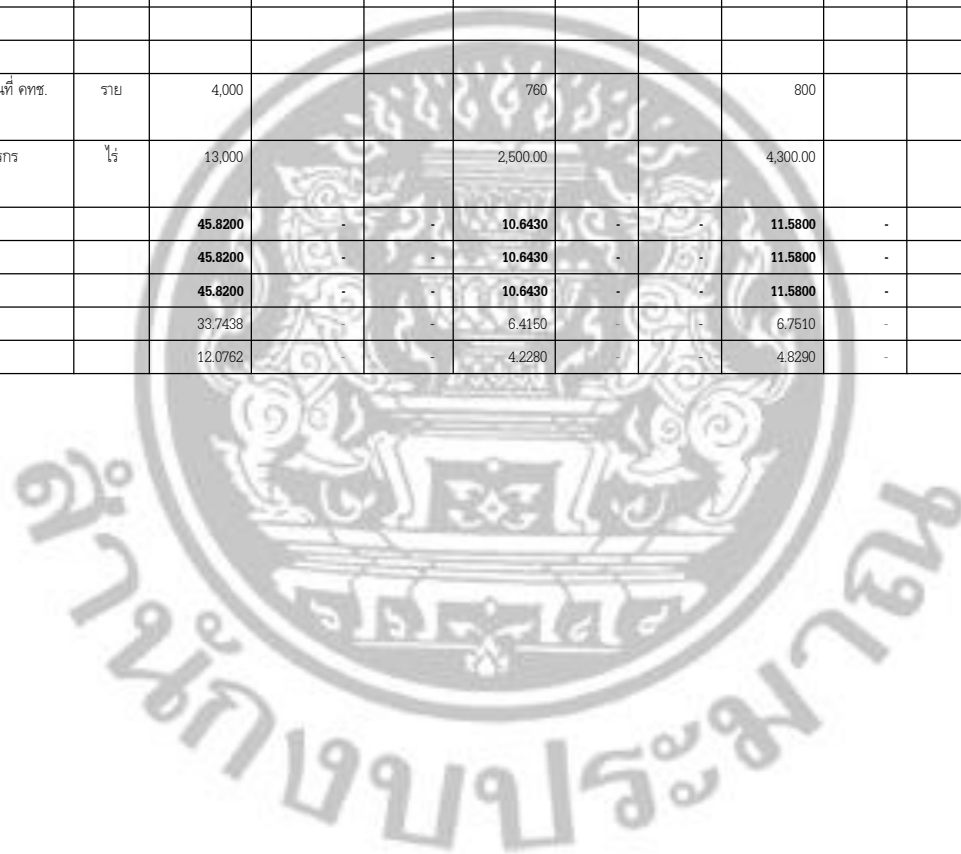 นที่ คทช. ราย 4,000 760 800
รกร ไร่ 13,000 2,500.00 4,300.00
45.8200 - - 10.6430 - - 11.5800 -
45.8200 - - 10.6430 - - 11.5800 -
45.8200 - - 10.6430 - - 11.5800 -
33.7438 - - 6.4150 - - 6.7510 -
12.0762 - - 4.2280 - - 4.8290 -
สำนักงบประมาณ